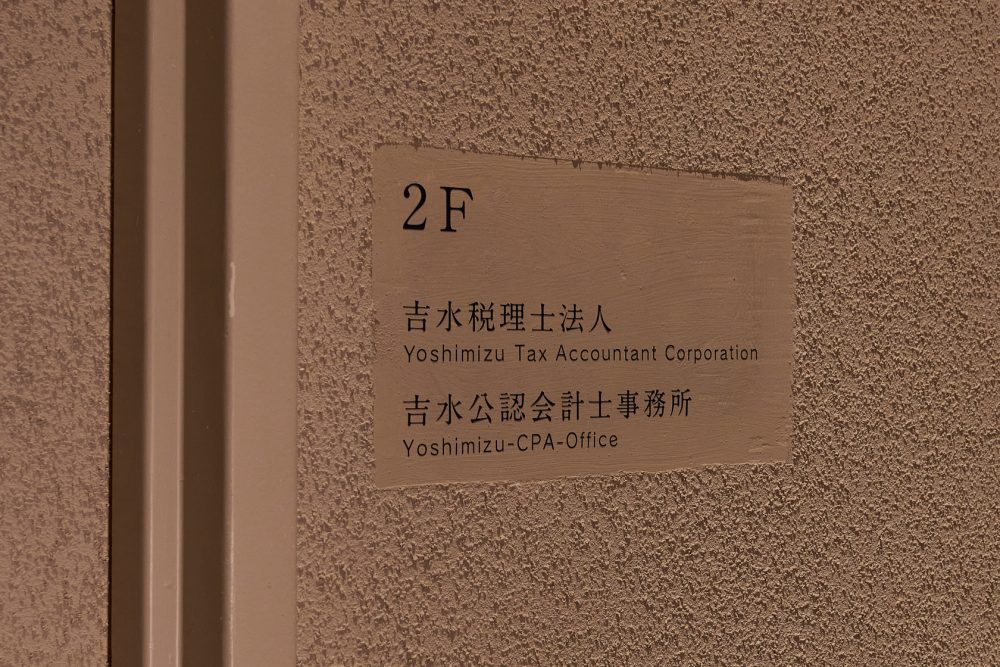 2F
吉水税理士法人
Yoshimizu Tax Accountant Corporation
吉水公認会計士事務所
Yoshimizu-CPA-Office